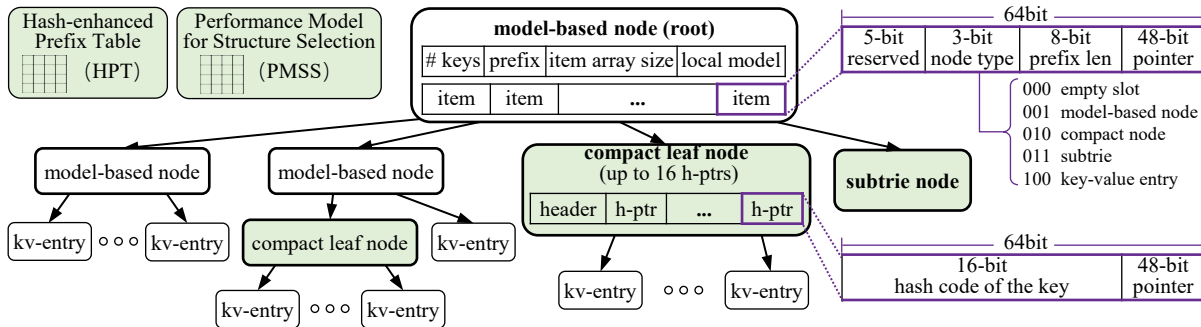 Hash-enhanced
Prefix Table
(HPT)
Performance Model
for Structure Selection
(PMSS)
model-based node (root)
# keys prefix item array size local model
item item ... item
64bit
5-bit reserved 3-bit node type 8-bit prefix len 48-bit pointer
000 empty slot
001 model-based node
010 compact node
011 subtrie
100 key-value entry
model-based node
model-based node
compact leaf node
(up to 16 h-ptrs)
header h-ptr ... h-ptr
subtrie node
kv-entry kv-entry
compact leaf node
kv-entry
kv-entry kv-entry
kv-entry kv-entry
64bit
16-bit hash code of the key 48-bit pointer